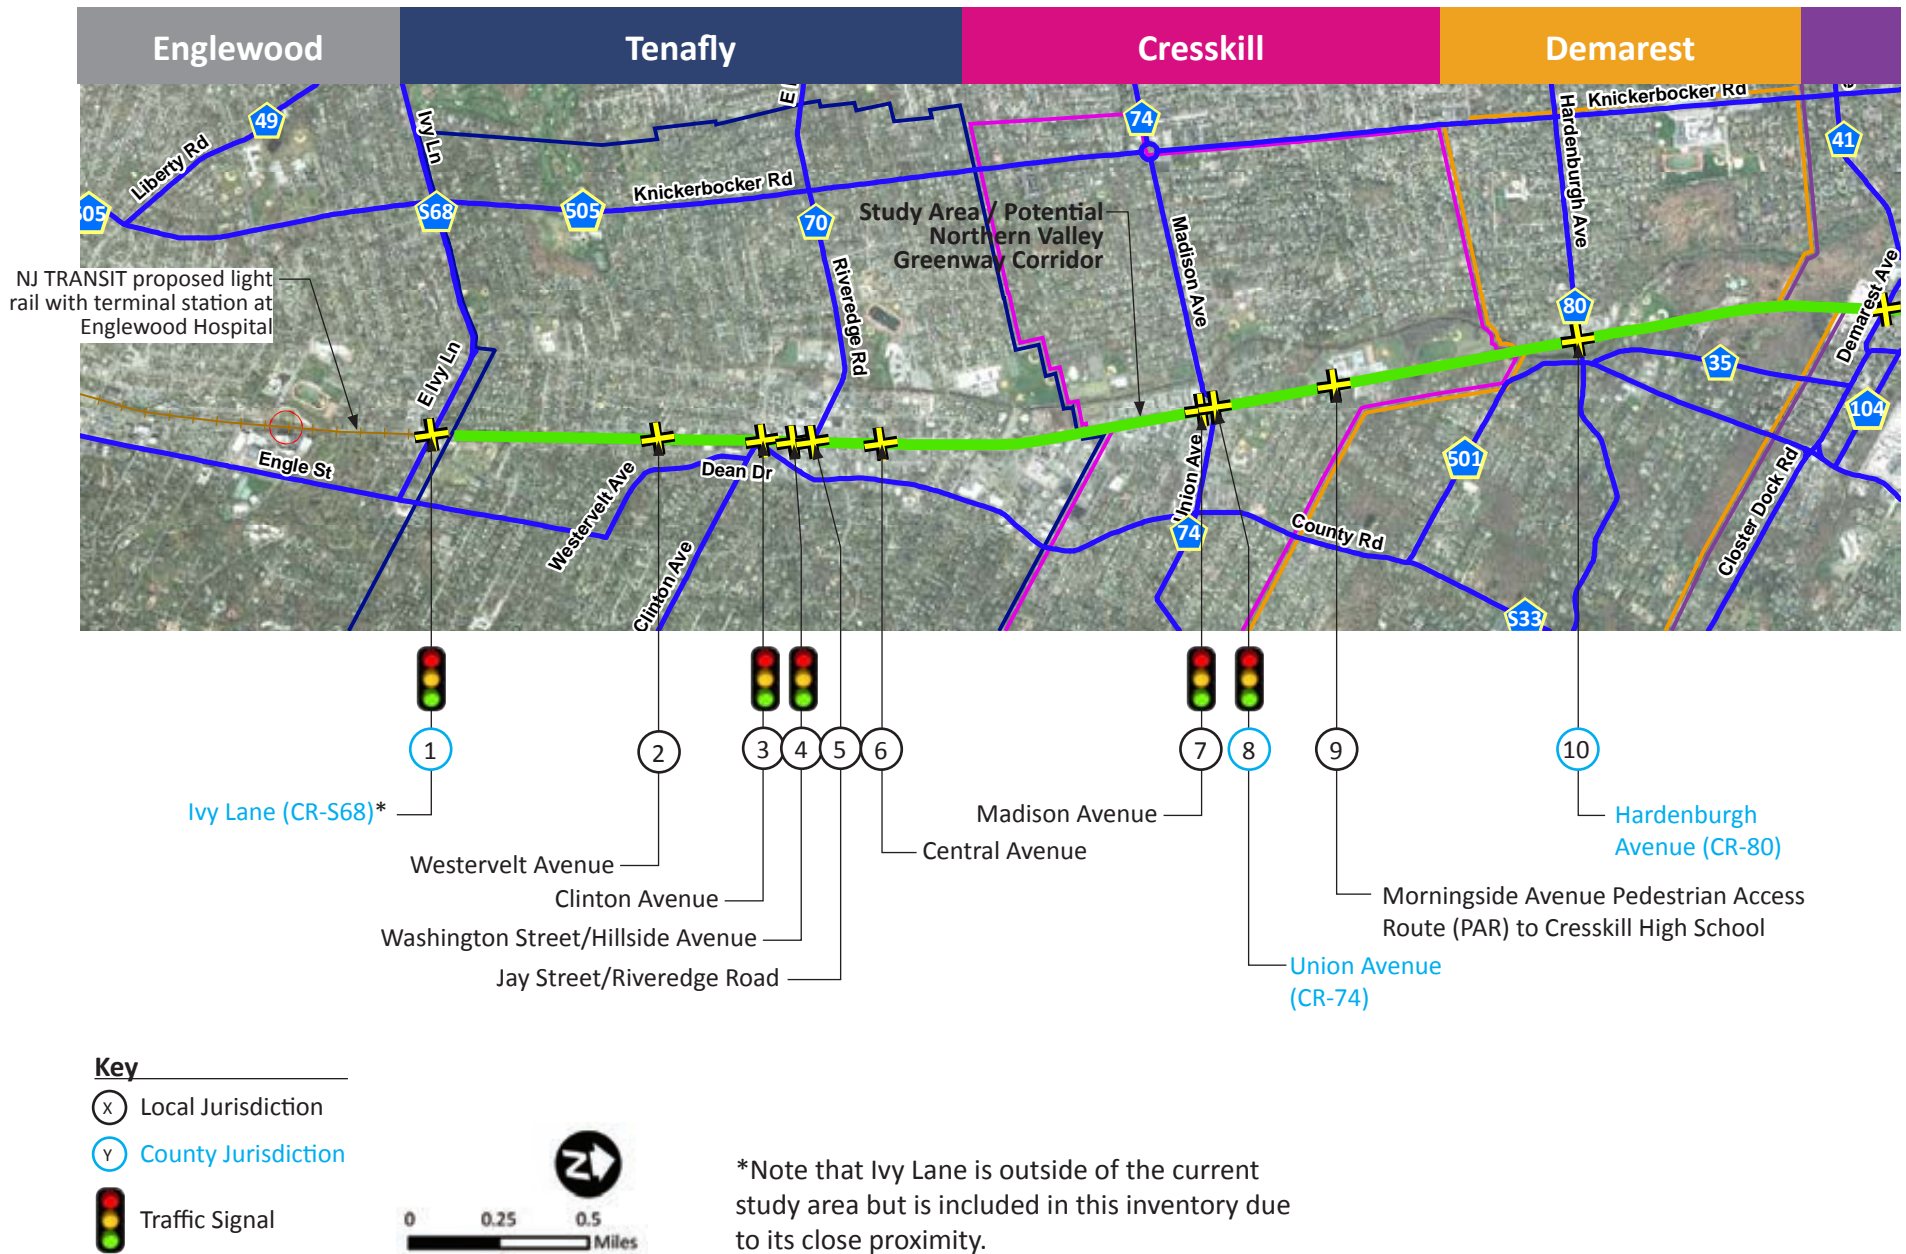 Englewood
Tenafly
Cresskill
Demarest
49
Liberty Rd
505
Ivy Ln
S68
505
Knickerbocker Rd
70
Riveredge Rd
74
Madison Ave
Study Area / Potential
Northern Valley
Greenway Corridor
Hardenburgh Ave
Knickerbocker Rd
41
80
Demarest Ave
35
104
NJ TRANSIT proposed light
rail with terminal station at
Englewood Hospital
E Ivy Ln
Engle St
Westervelt Ave
Dean Dr
Clinton Ave
Union Ave
74
County Rd
501
S33
Closter Dock Rd
1
2
3
4
5
6
7
8
9
10
Ivy Lane (CR-S68)*
Westervelt Avenue
Clinton Avenue
Washington Street/Hillside Avenue
Jay Street/Riveredge Road
Central Avenue
Madison Avenue
Union Avenue
(CR-74)
Morningside Avenue Pedestrian Access
Route (PAR) to Cresskill High School
Hardenburgh
Avenue (CR-80)
Key
X Local Jurisdiction
Y County Jurisdiction
Traffic Signal
N
0 0.25 0.5
Miles
*Note that Ivy Lane is outside of the current
study area but is included in this inventory due
to its close proximity.